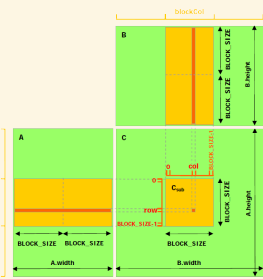 blockCol
B
BLOCK_SIZE
BLOCK_SIZE
B.height
A
C
0
col
BLOCK_SIZE-1
0
Csub
row
BLOCK_SIZE-1
BLOCK_SIZE
A.height
BLOCK_SIZE
BLOCK_SIZE
BLOCK_SIZE
A.width
B.width